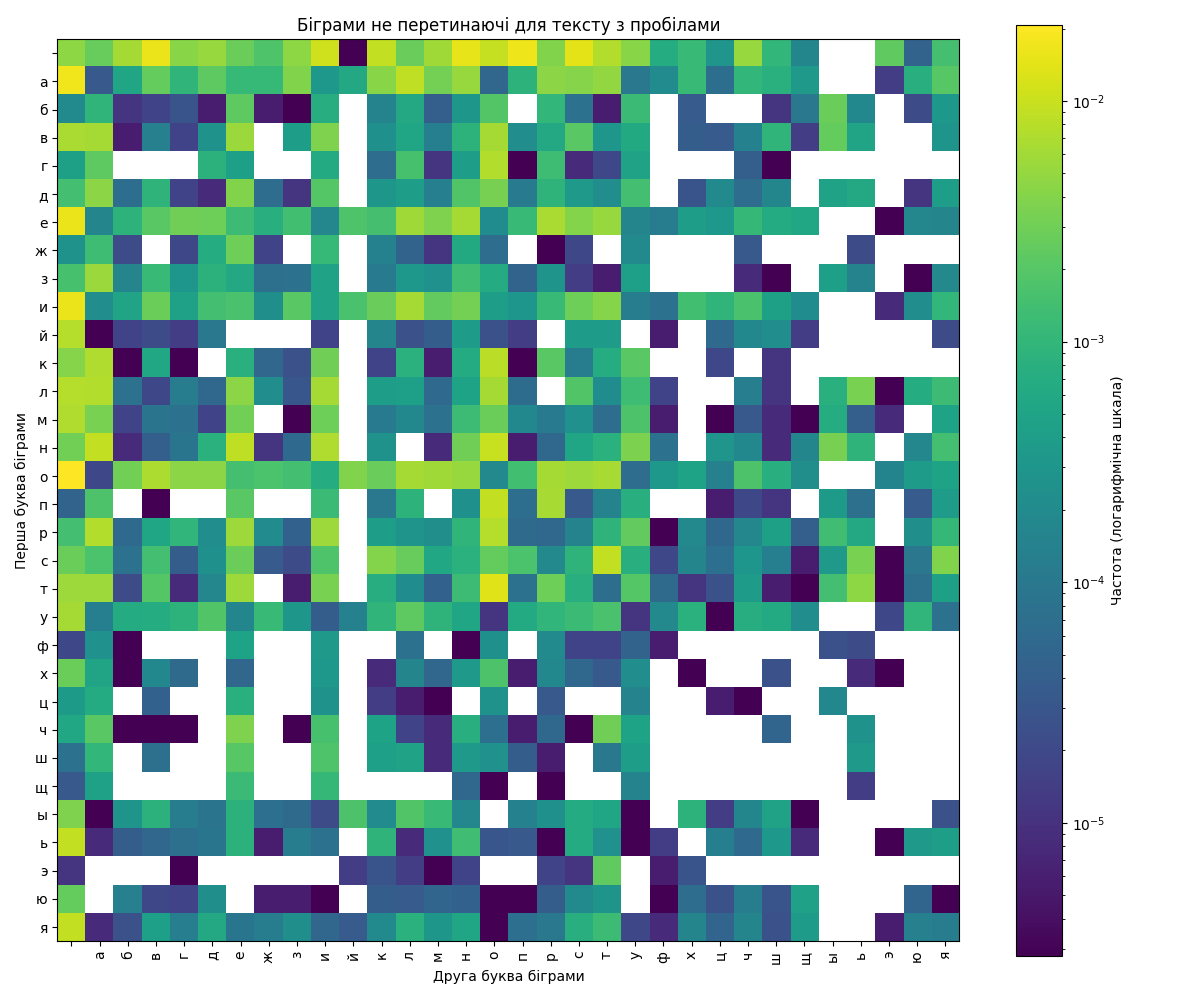 Біграми не перетинаючі для тексту з пробілами
Перша буква біграми
а
б
в
г
д
е
ж
з
и
й
к
л
м
н
о
п
р
с
т
у
ф
х
ц
ч
ш
щ
ы
ь
э
ю
я
а б в г д е ж з и й к л м н о п р с т у ф х ц ч ш щ ы ь э ю я
Друга буква біграми
10⁻²
10⁻³
10⁻⁴
10⁻⁵
Частота (логарифмічна шкала)